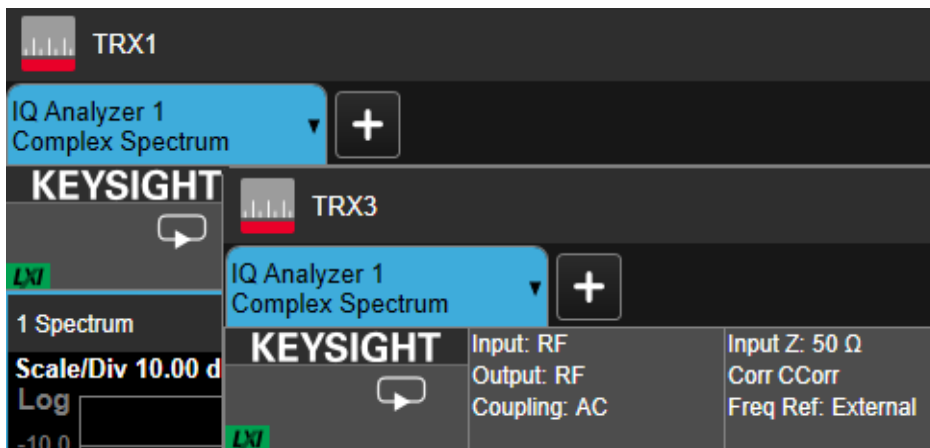 TRX1
IQ Analyzer 1
Complex Spectrum
KEYSIGHT
LXI
1 Spectrum
Scale/Div 10.00 d
Log
-10.0
TRX3
IQ Analyzer 1
Complex Spectrum
KEYSIGHT
LXI
Input: RF
Output: RF
Coupling: AC
Input Z: 50 Ω
Corr CCorr
Freq Ref: External